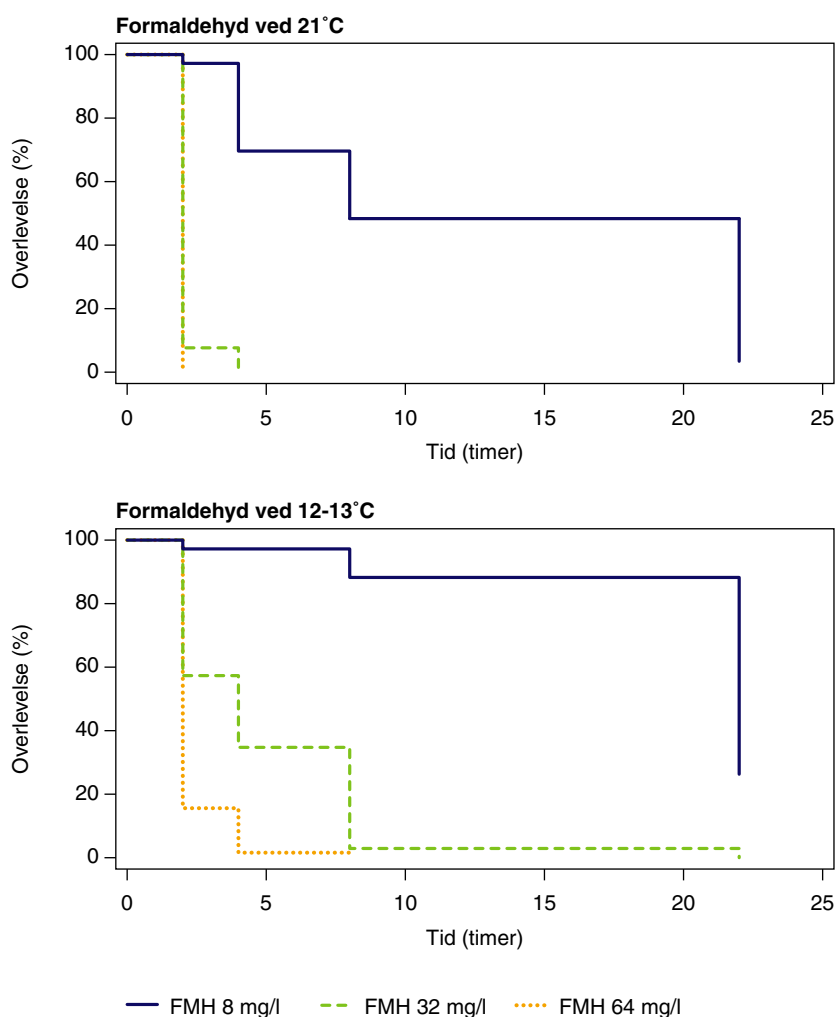 Formaldehyd ved 21˚C
100
80
60
40
20
0
Overlevelse (%)
0 5 10 15 20 25
Tid (timer)
Formaldehyd ved 12-13˚C
100
80
60
40
20
0
Overlevelse (%)
0 5 10 15 20 25
Tid (timer)
FMH 8 mg/l FMH 32 mg/l FMH 64 mg/l